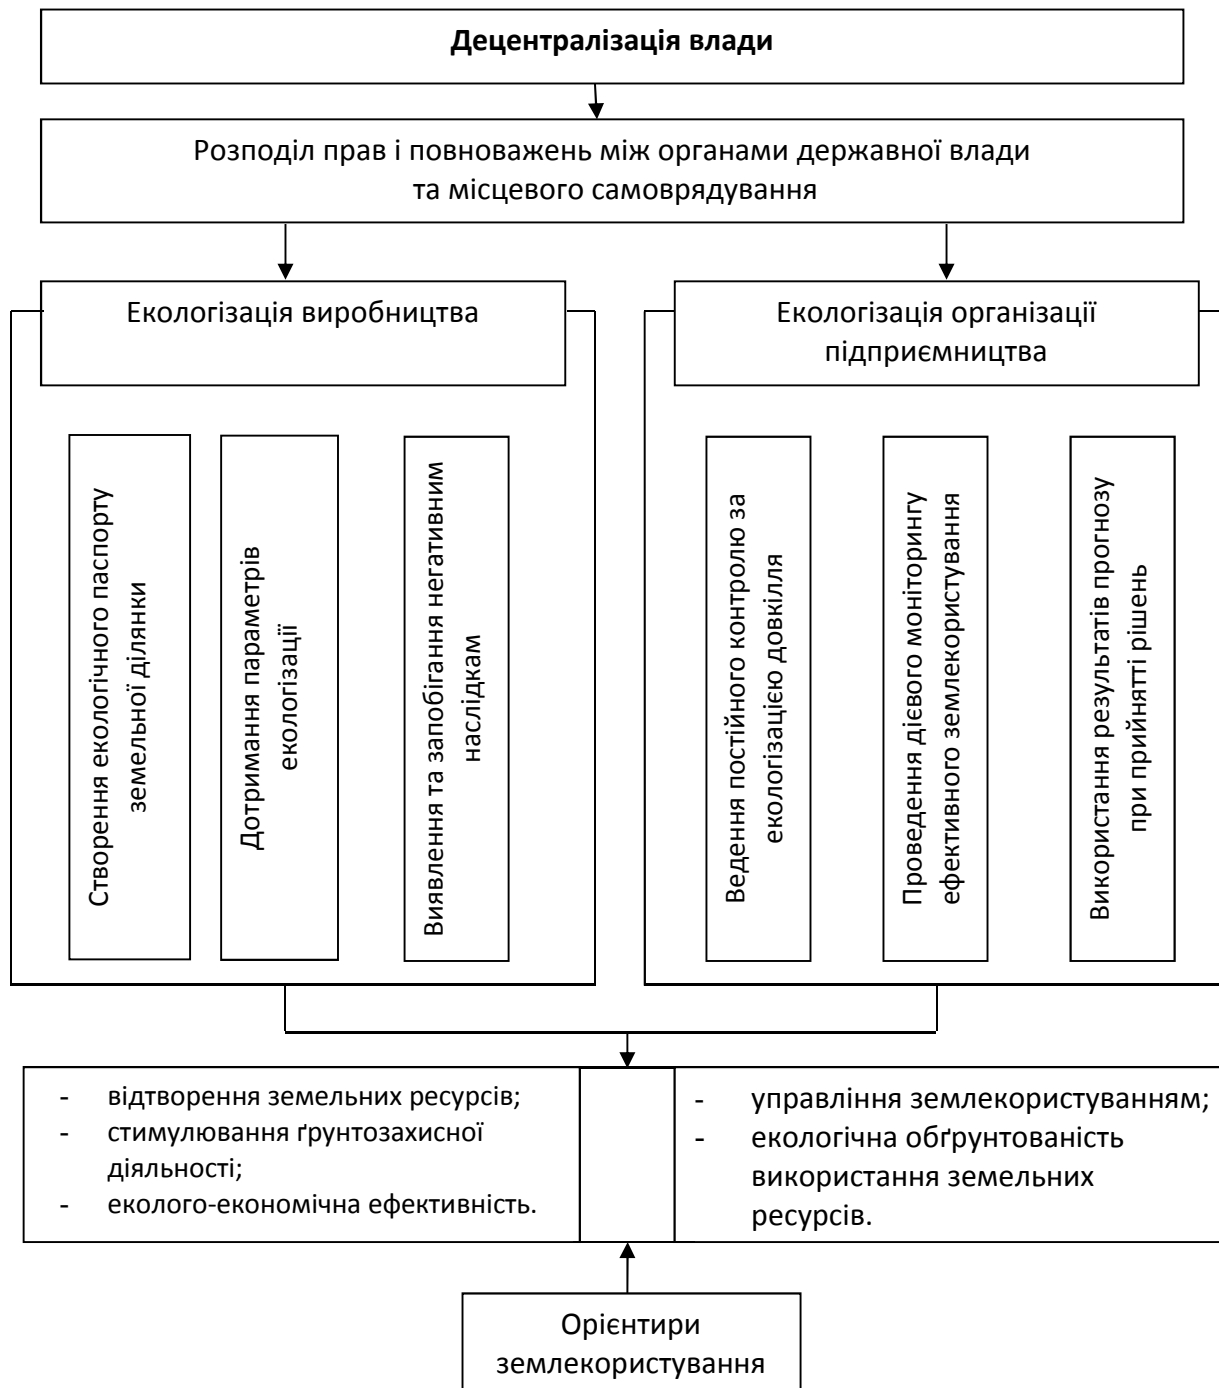 Децентралізація влади
Розподіл прав і повноважень між органами державної влади
та місцевого самоврядування
Екологізація виробництва
Створення екологічного паспорту
земельної ділянки
Дотримання параметрів
екологізації
Виявлення та запобігання негативним
наслідкам
Екологізація організації
підприємництва
Ведення постійного контролю за
екологізацією довкілля
Проведення дієвого моніторингу
ефективного землекористування
Використання результатів прогнозу
при прийнятті рішень
- відтворення земельних ресурсів;
- стимулювання ґрунтозахисної
діяльності;
- еколого-економічна ефективність.
- управління землекористуванням;
- екологічна обґрунтованість
використання земельних
ресурсів.
Орієнтири
землекористування